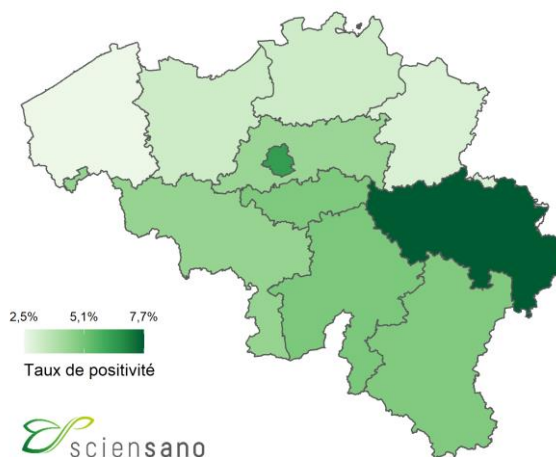 2,5% 5,1% 7,7%
Taux de positivité
sciensano